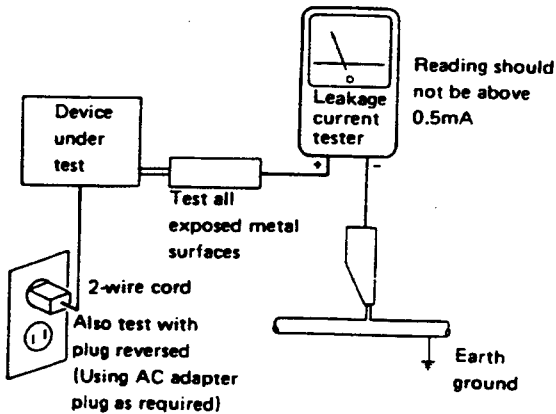 Device
under
test
Leakage
current
tester
+
-
Reading should
not be above
0.5mA
Test all
exposed metal
surfaces
2-wire cord
Also test with
plug reversed
(Using AC adapter
plug as required)
Earth
ground